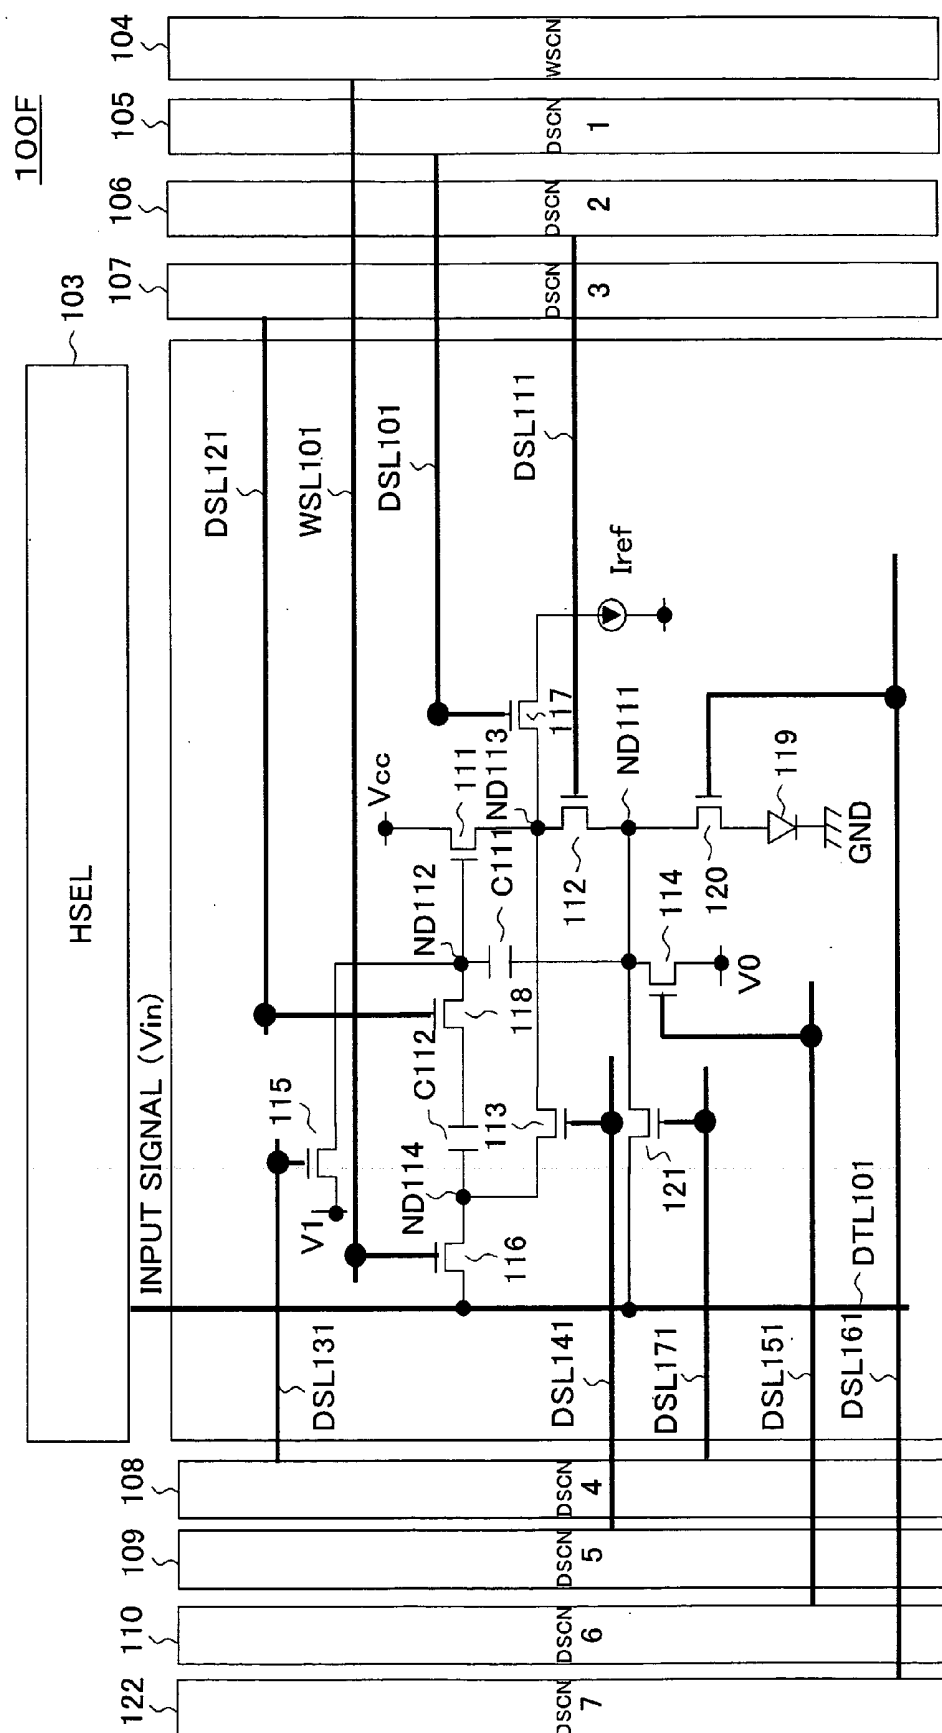 100F
HSEL
103
104
WSCN
105
DSCN
1
106
DSCN
2
107
DSCN
3
DSL121
WSL101
DSL101
DSL111
INPUT SIGNAL (Vin)
115
V1
DSL131
Vcc
111
ND112
ND113
117
Iref
C111
118
C112
113
ND114
116
112
ND111
114
V0
120
119
GND
121
DTL101
DSL141
DSL171
DSL151
DSL161
108
DSCN
4
109
DSCN
5
110
DSCN
6
122
DSCN
7